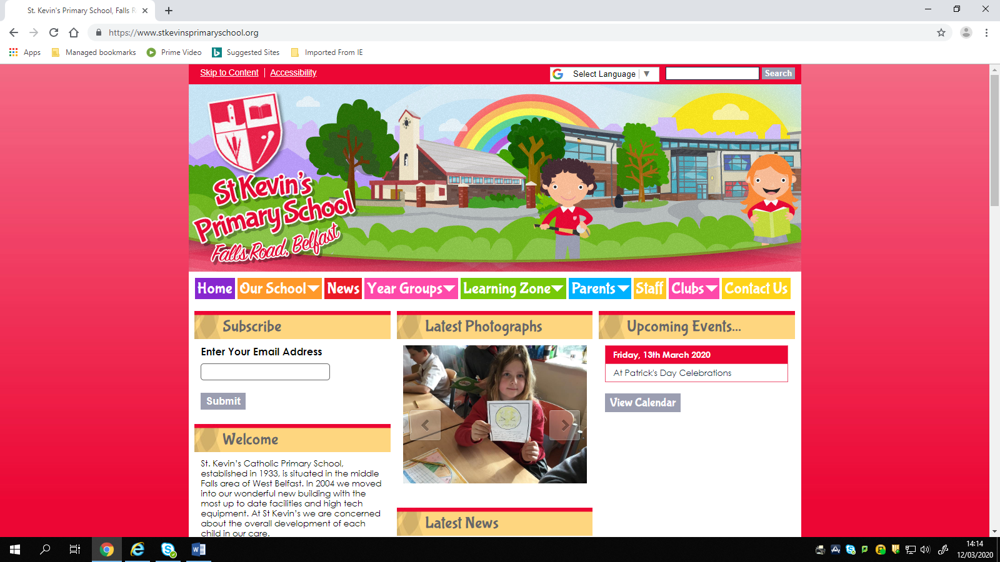 St. Kevin's Primary School, Falls R
https://www.stkevinsprimaryschool.org
Apps Managed bookmarks Prime Video Suggested Sites Imported From IE
Skip to Content Accessibility Select Language ▼ Search
St Kevin's
Primary School
Falls Road, Belfast
Home Our School News Year Groups Learning Zone Parents Staff Clubs Contact Us
Subscribe
Enter Your Email Address
Submit
Welcome
St. Kevin's Catholic Primary School,
established in 1933, is situated in the middle
Falls area of West Belfast. In 2004 we moved
into our wonderful new building with the
most up to date facilities and high tech
equipment. At St Kevin's we are concerned
about the overall development of each
child in our care.
Latest Photographs
Latest News
Upcoming Events...
Friday, 13th March 2020
At Patrick's Day Celebrations
View Calendar
14:14
12/03/2020